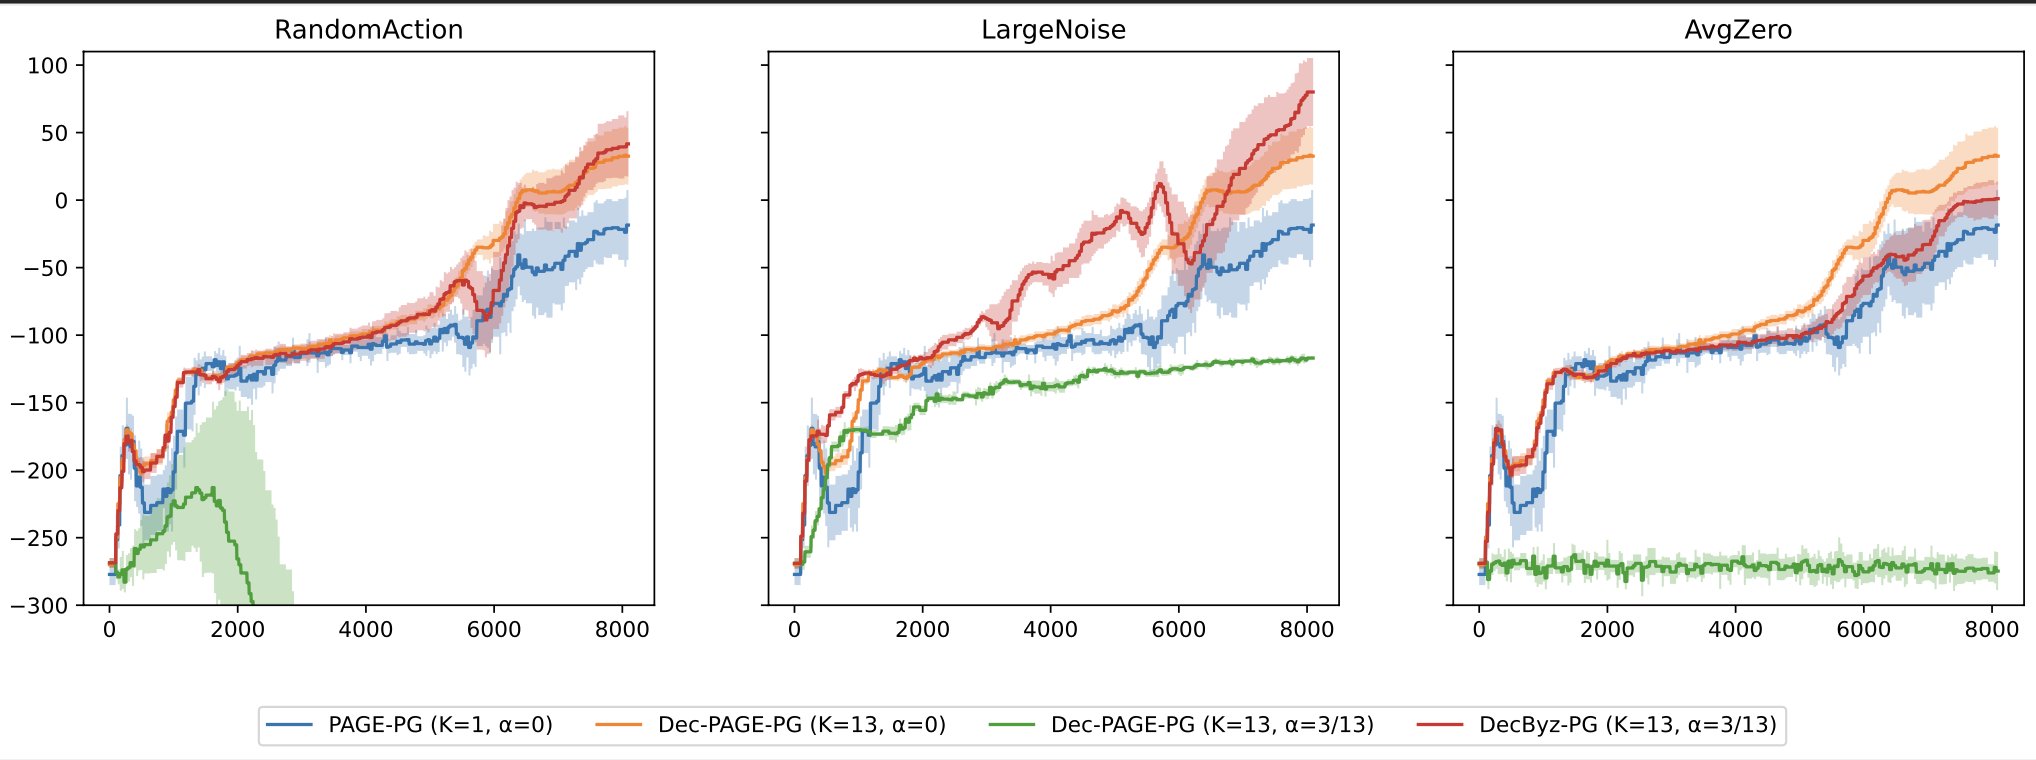 RandomAction
LargeNoise
AvgZero
100
50
0
−50
−100
−150
−200
−250
−300
0 2000 4000 6000 8000
0 2000 4000 6000 8000
0 2000 4000 6000 8000
PAGE-PG (K=1, α=0)
Dec-PAGE-PG (K=13, α=0)
Dec-PAGE-PG (K=13, α=3/13)
DecByz-PG (K=13, α=3/13)